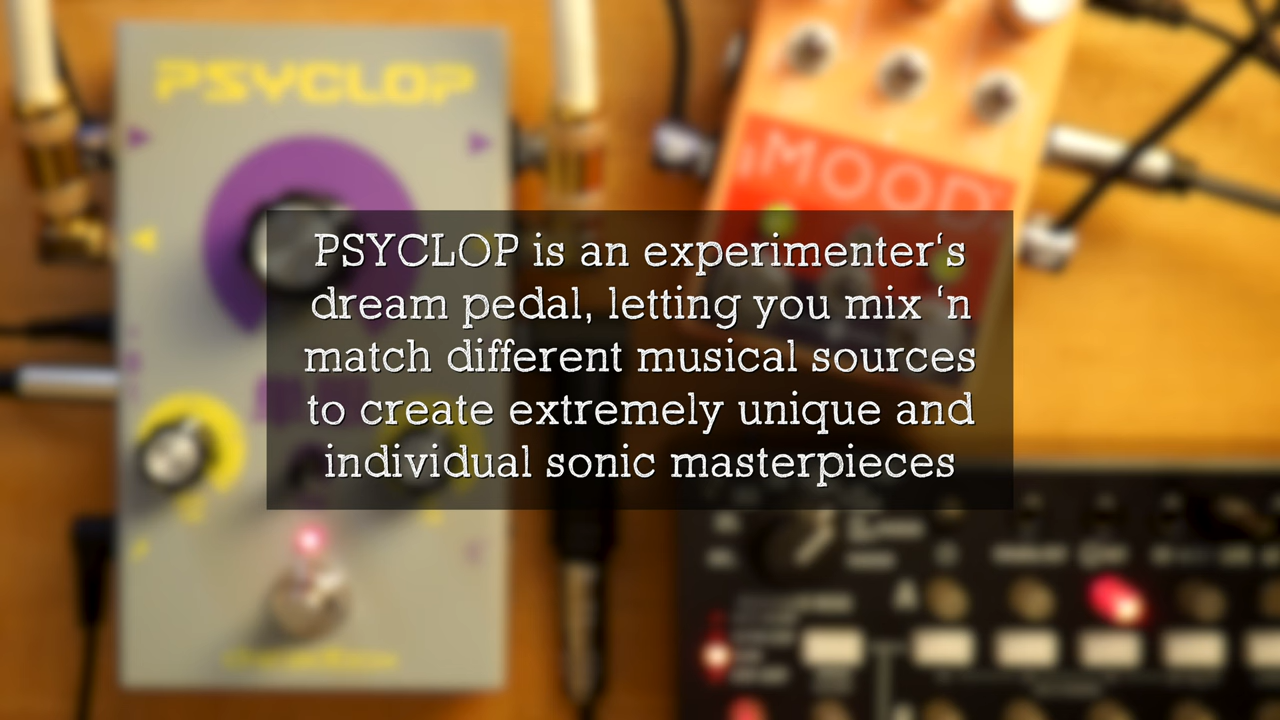 PSYCLOP
MOOD
PSYCLOP is an experimenter‘s
dream pedal, letting you mix ‘n
match different musical sources
to create extremely unique and
individual sonic masterpieces
A